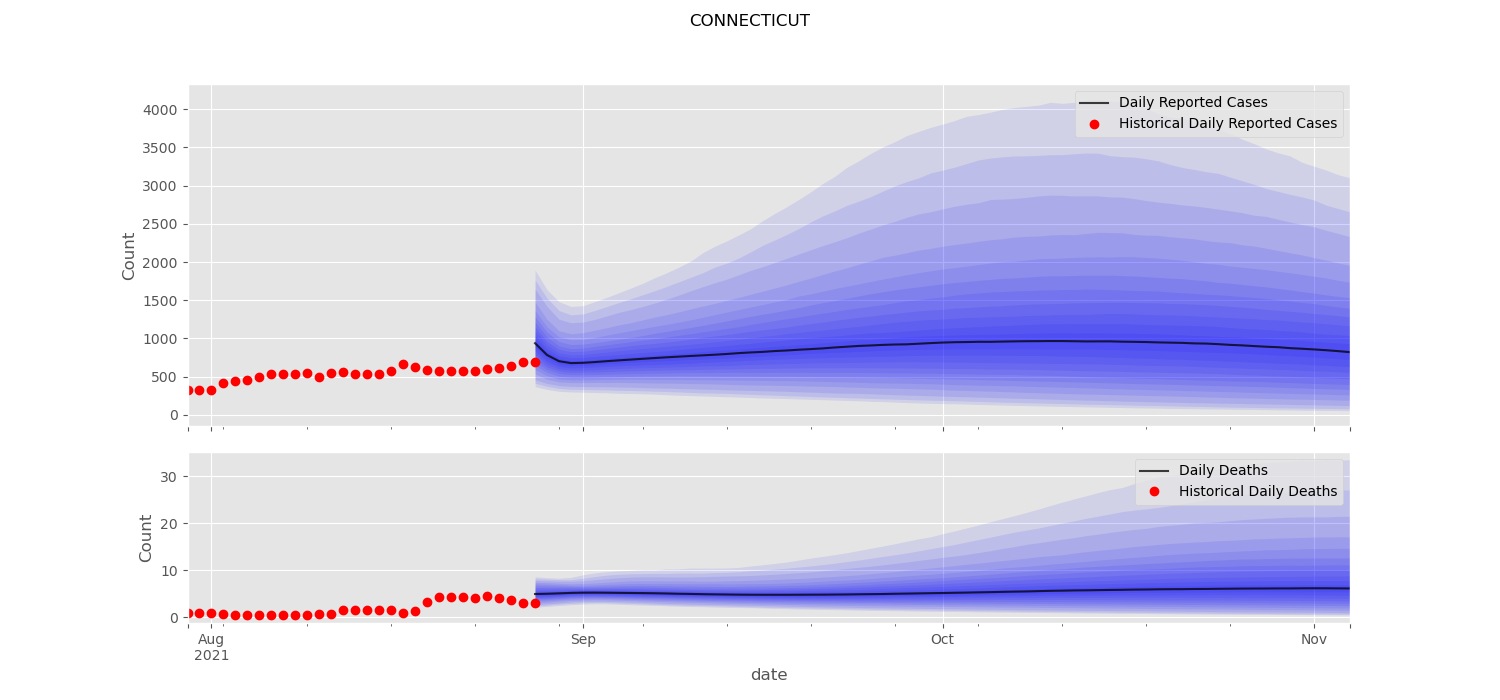 CONNECTICUT
4000
3500
3000
2500
2000
1500
1000
500
0
Count
Daily Reported Cases
Historical Daily Reported Cases
30
20
10
0
Count
Daily Deaths
Historical Daily Deaths
Aug
2021
Sep
Oct
Nov
date